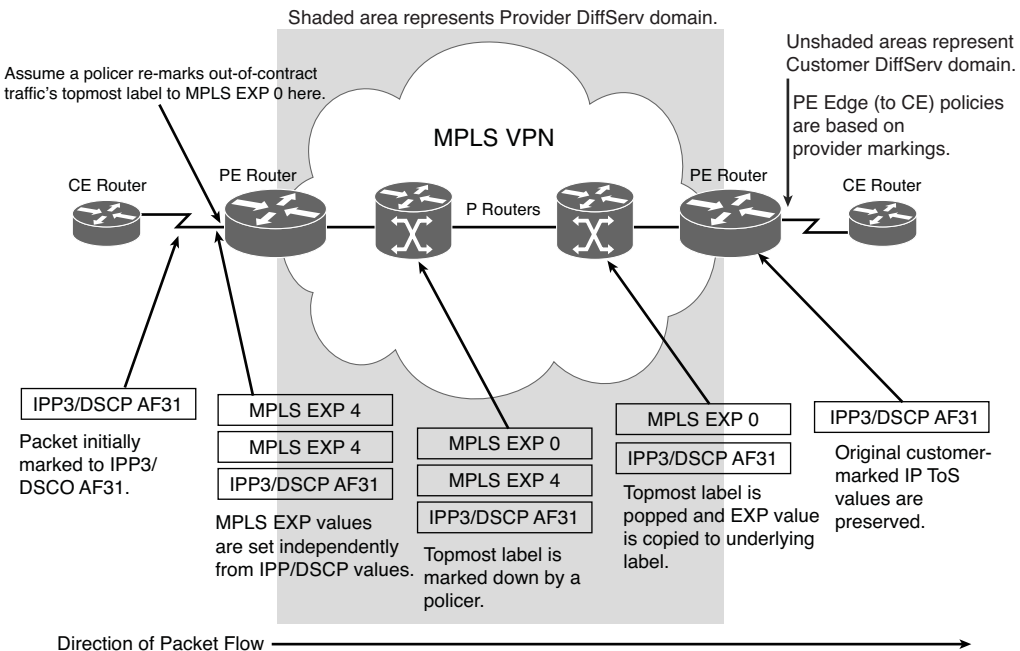 Shaded area represents Provider DiffServ domain.
Unshaded areas represent
Customer DiffServ domain.
Assume a policer re-marks out-of-contract
traffic's topmost label to MPLS EXP 0 here.
PE Edge (to CE) policies
are based on
provider markings.
MPLS VPN
CE Router
PE Router
P Routers
PE Router
CE Router
IPP3/DSCP AF31
Packet initially
marked to IPP3/
DSCO AF31.
MPLS EXP 4
MPLS EXP 4
IPP3/DSCP AF31
MPLS EXP values
are set independently
from IPP/DSCP values.
MPLS EXP 0
MPLS EXP 4
IPP3/DSCP AF31
Topmost label is
marked down by a
policer.
MPLS EXP 0
IPP3/DSCP AF31
Topmost label is
popped and EXP value
is copied to underlying
label.
IPP3/DSCP AF31
Original customer-
marked IP ToS
values are
preserved.
Direction of Packet Flow